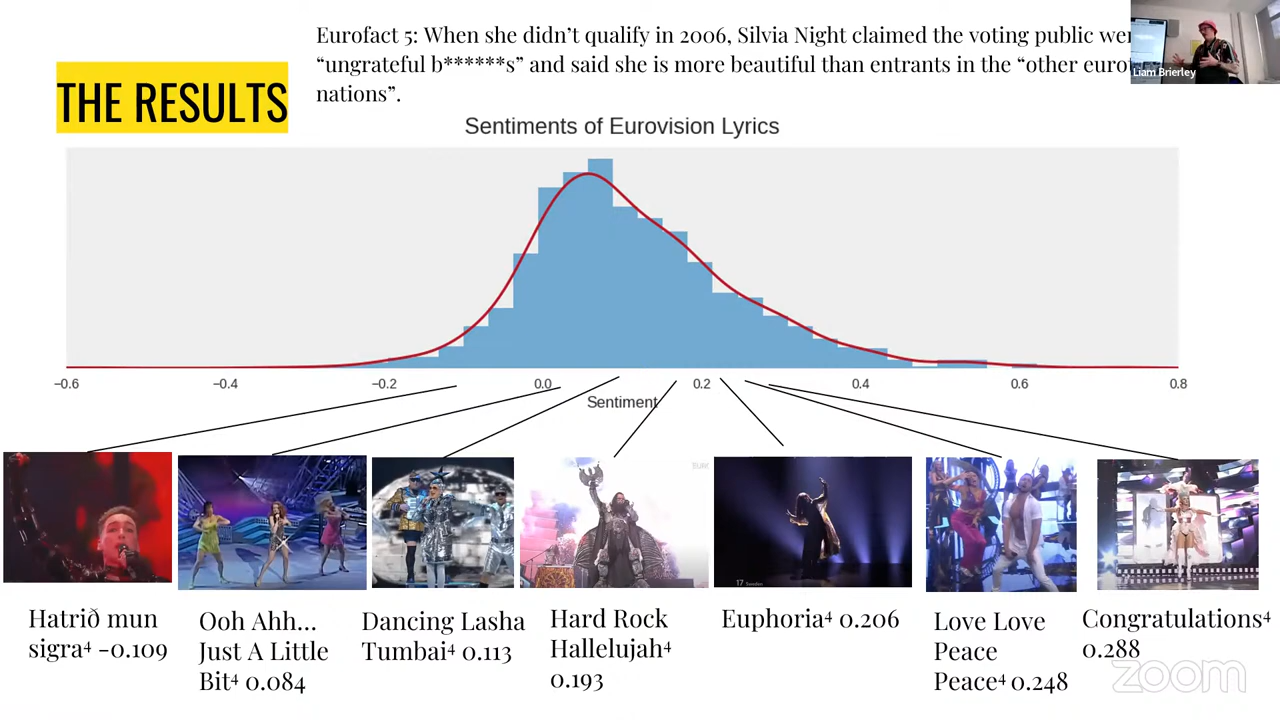 Eurofact 5: When she didn’t qualify in 2006, Silvia Night claimed the voting public
“ungrateful b******s” and said she is more beautiful than entrants in the “other
nations”.
Liam Brierley
THE RESULTS
Sentiments of Eurovision Lyrics
−0.6 −0.4 −0.2 0.0 0.2 0.4 0.6 0.8
Sentiment
17 Sweden
Hatrið mun
sigra⁴ -0.109
Ooh Ahh...
Just A Little
Bit⁴ 0.084
Dancing Lasha
Tumbai⁴ 0.113
Hard Rock
Hallelujah⁴
0.193
Euphoria⁴ 0.206
Love Love
Peace
Peace⁴ 0.248
Congratulations⁴
0.288
zoom